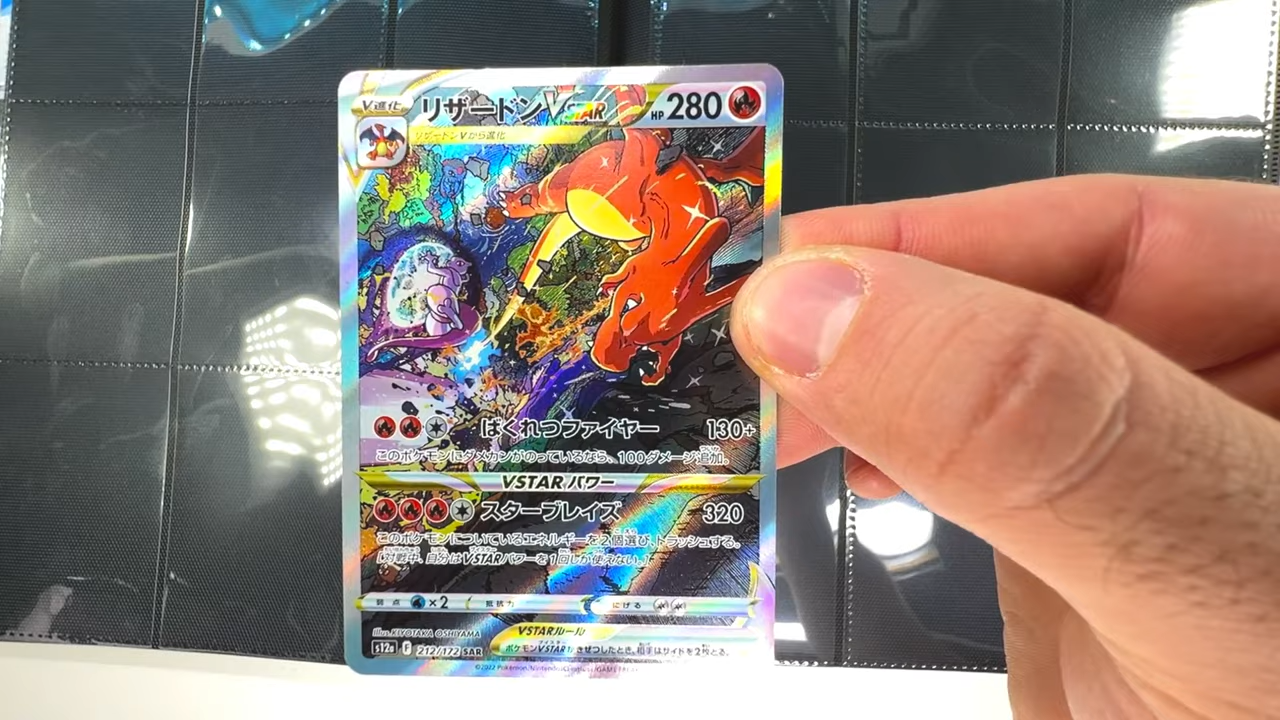 V進化 リザードンVSTAR HP 280
リザードンVから進化
ばくれつファイヤー 130+
このポケモンにダメカンがのっているなら、100ダメージ追加。
VSTARパワー
スターブレイズ 320
このポケモンについているエネルギーを2個選び、トラッシュする。
[対戦中、自分はVSTARパワーを1回しか使えない。]
弱点 ×2 抵抗力 にげる
Illus. KIYOTAKA OSHIYAMA
VSTARルール
s12a F 212/172 SAR
ポケモンVSTARがきぜつしたとき、相手はサイドを2枚とる。
©2022 Pokémon/Nintendo/Creatures/GAME FREAK